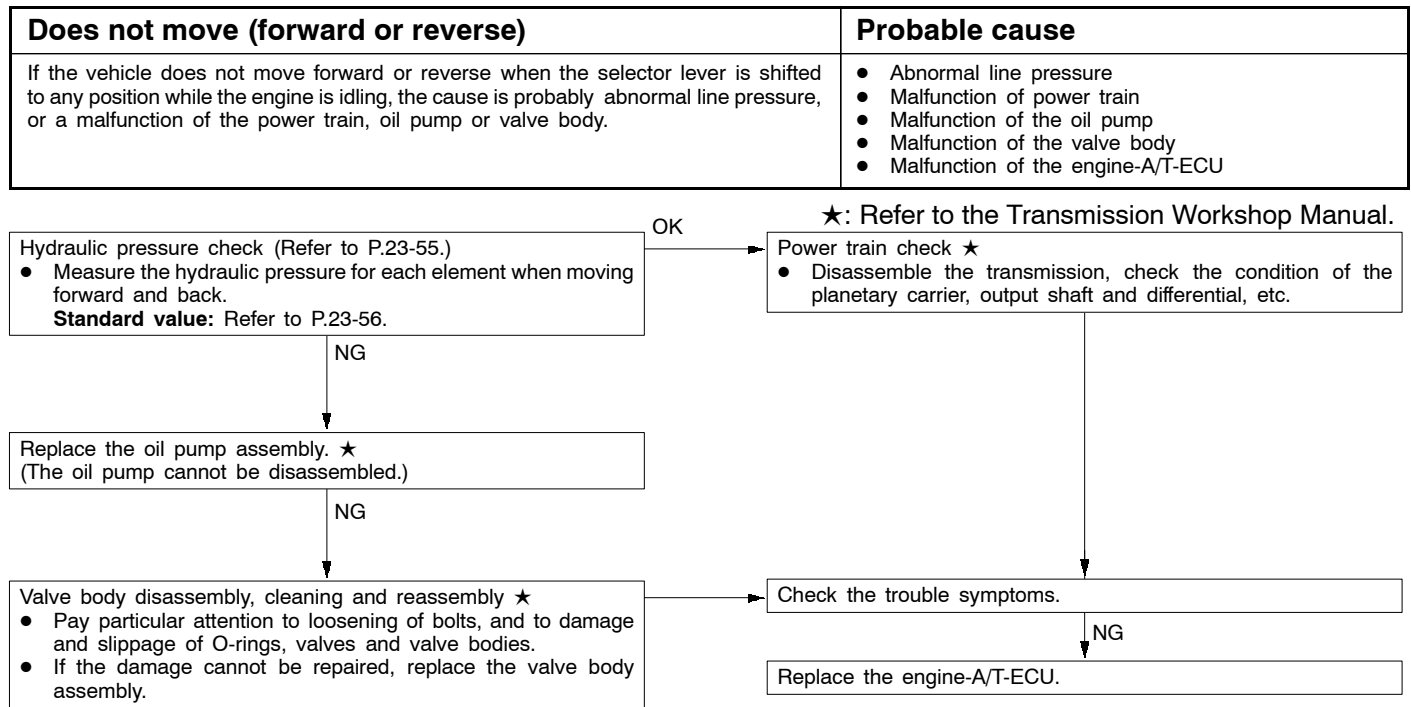 Does not move (forward or reverse)
Probable cause
If the vehicle does not move forward or reverse when the selector lever is shifted
to any position while the engine is idling, the cause is probably abnormal line pressure,
or a malfunction of the power train, oil pump or valve body.
● Abnormal line pressure
● Malfunction of power train
● Malfunction of the oil pump
● Malfunction of the valve body
● Malfunction of the engine-A/T-ECU
★: Refer to the Transmission Workshop Manual.
Hydraulic pressure check (Refer to P.23-55.)
● Measure the hydraulic pressure for each element when moving
forward and back.
Standard value: Refer to P.23-56.
OK
Power train check ★
● Disassemble the transmission, check the condition of the
planetary carrier, output shaft and differential, etc.
NG
Replace the oil pump assembly. ★
(The oil pump cannot be disassembled.)
NG
Valve body disassembly, cleaning and reassembly ★
● Pay particular attention to loosening of bolts, and to damage
and slippage of O-rings, valves and valve bodies.
● If the damage cannot be repaired, replace the valve body
assembly.
Check the trouble symptoms.
NG
Replace the engine-A/T-ECU.